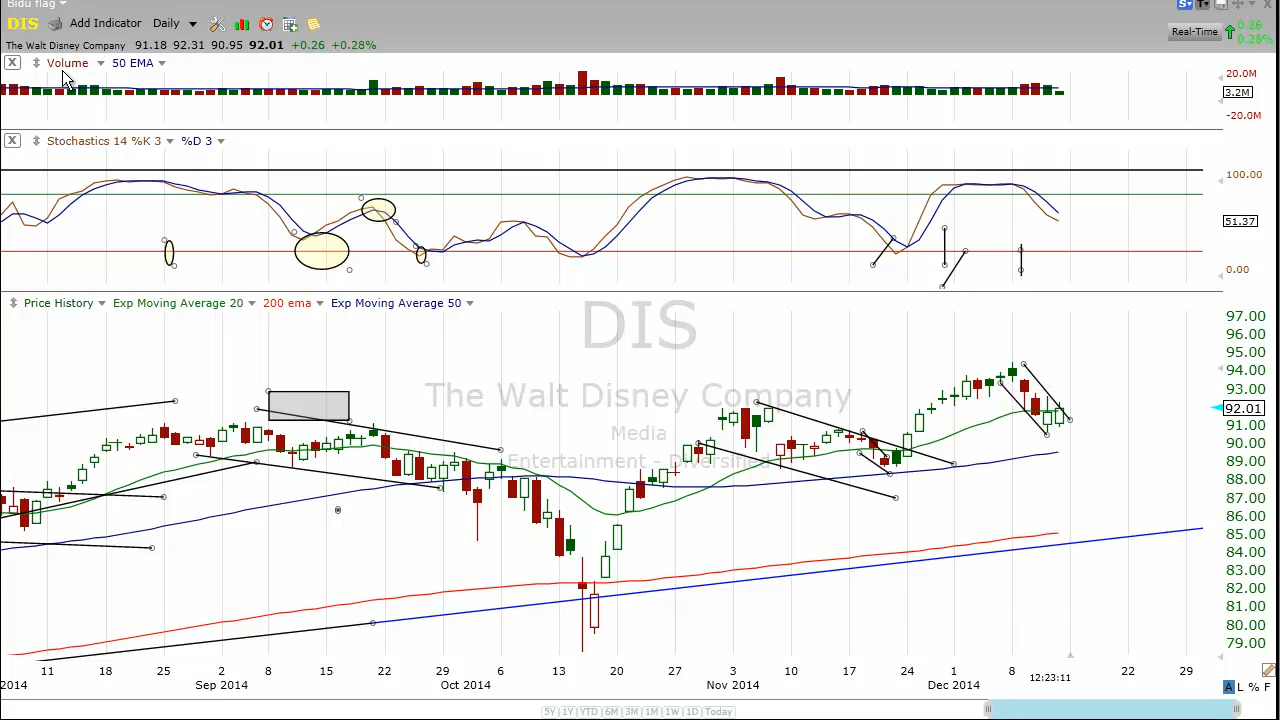 Bidu flag
DIS Add Indicator Daily
The Walt Disney Company 91.18 92.31 90.95 92.01 +0.26 +0.28%
S T
Real-Time 0.26
0.28%
X Volume 50 EMA
20.0M
3.2M
-20.0M
X Stochastics 14 %K 3 %D 3
100.00
51.37
0.00
Price History Exp Moving Average 20 200 ema Exp Moving Average 50
DIS
The Walt Disney Company
Media
Entertainment - Diversified
97.00
96.00
95.00
94.00
93.00
92.01
91.00
90.00
89.00
88.00
87.00
86.00
85.00
84.00
83.00
82.00
81.00
80.00
79.00
11 18 25 2 8 15 22 29 6 13 20 27 3 10 17 24 1 8 22 29
2014 Sep 2014 Oct 2014 Nov 2014 Dec 2014 12:23:11
A L % F
5Y 1Y YTD 6M 3M 1M 1W 1D Today